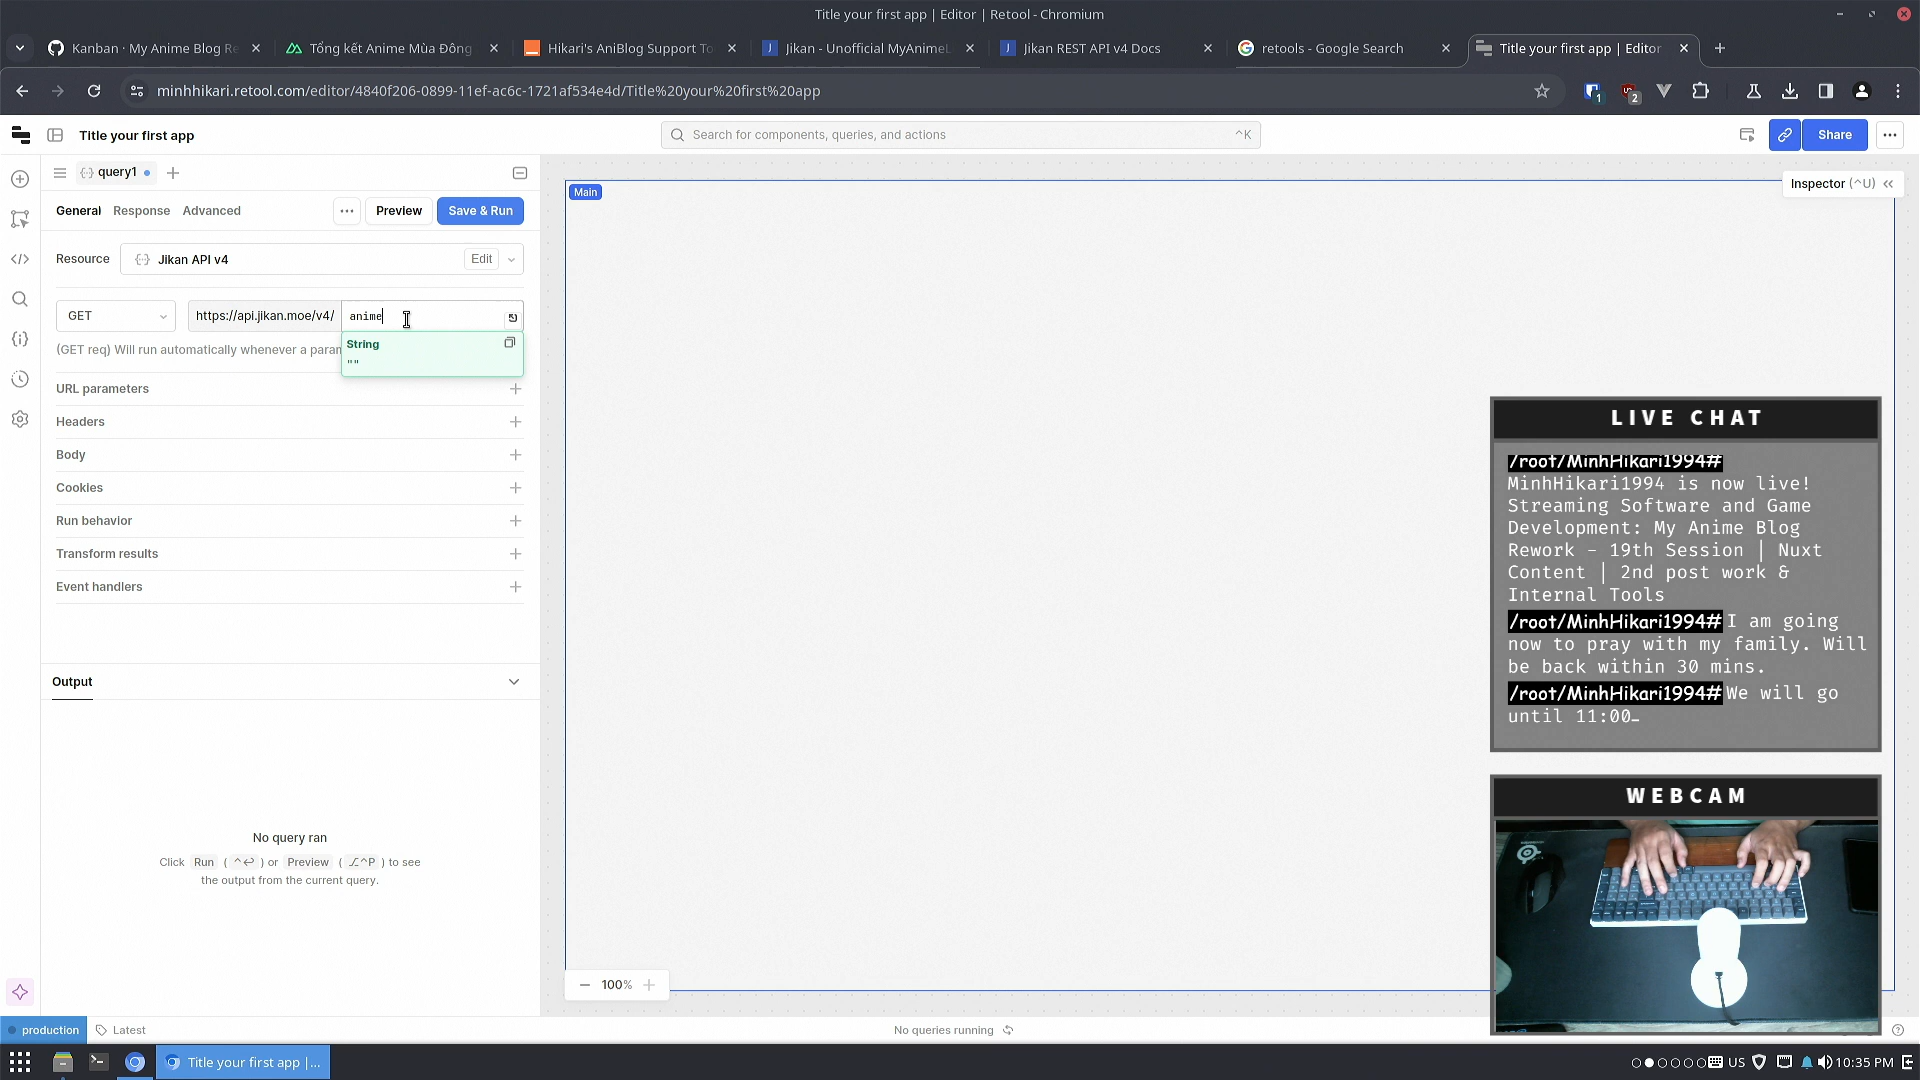 Title your first app | Editor | Retool - Chromium
Kanban · My Anime Blog Re
Tổng kết Anime Mùa Đông
Hikari's AniBlog Support To
Jikan - Unofficial MyAnimeL
Jikan REST API v4 Docs
retools - Google Search
Title your first app | Editor
minhhikari.retool.com/editor/4840f206-0899-11ef-ac6c-1721af534e4d/Title%20your%20first%20app
1
2
Title your first app
Search for components, queries, and actions
^K
Share
query1
Main
Inspector (^U)
General
Response
Advanced
Preview
Save & Run
Resource
Jikan API v4
Edit
GET
https://api.jikan.moe/v4/
anime
String
""
(GET req) Will run automatically whenever a param
URL parameters
Headers
Body
Cookies
Run behavior
Transform results
Event handlers
Output
No query ran
Click Run ( ^↩ ) or Preview ( ⌥^P ) to see
the output from the current query.
LIVE CHAT
/root/MinhHikari1994#
MinhHikari1994 is now live!
Streaming Software and Game
Development: My Anime Blog
Rework - 19th Session | Nuxt
Content | 2nd post work &
Internal Tools
/root/MinhHikari1994# I am going
now to pray with my family. Will
be back within 30 mins.
/root/MinhHikari1994# We will go
until 11:00_
WEBCAM
100%
production
Latest
No queries running
Title your first app |...
US
10:35 PM